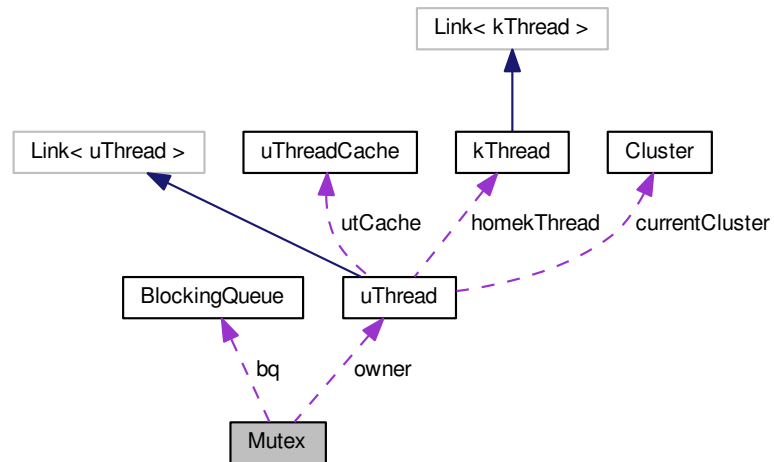 Link< kThread >
Link< uThread >
uThreadCache
kThread
Cluster
utCache
homekThread
currentCluster
BlockingQueue
uThread
bq
owner
Mutex